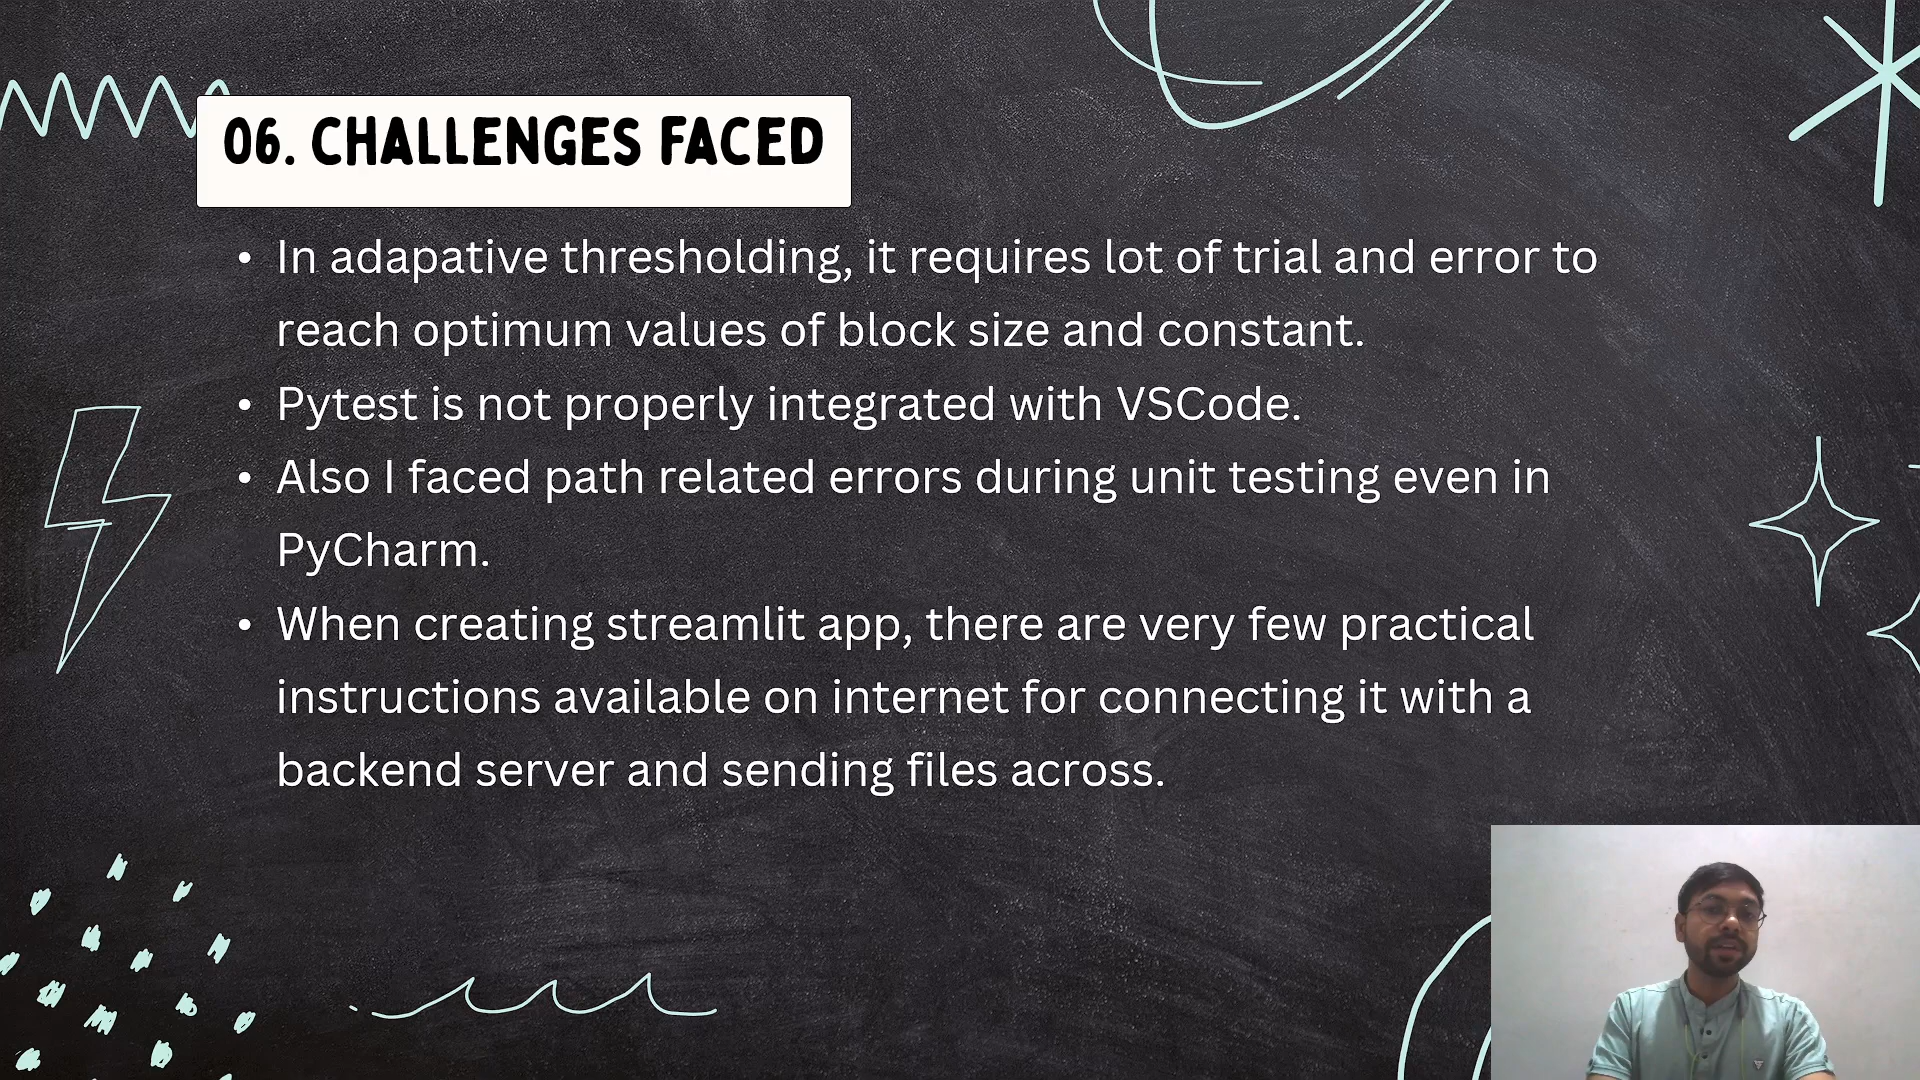 06. CHALLENGES FACED
• In adapative thresholding, it requires lot of trial and error to
reach optimum values of block size and constant.
• Pytest is not properly integrated with VSCode.
• Also I faced path related errors during unit testing even in
PyCharm.
• When creating streamlit app, there are very few practical
instructions available on internet for connecting it with a
backend server and sending files across.